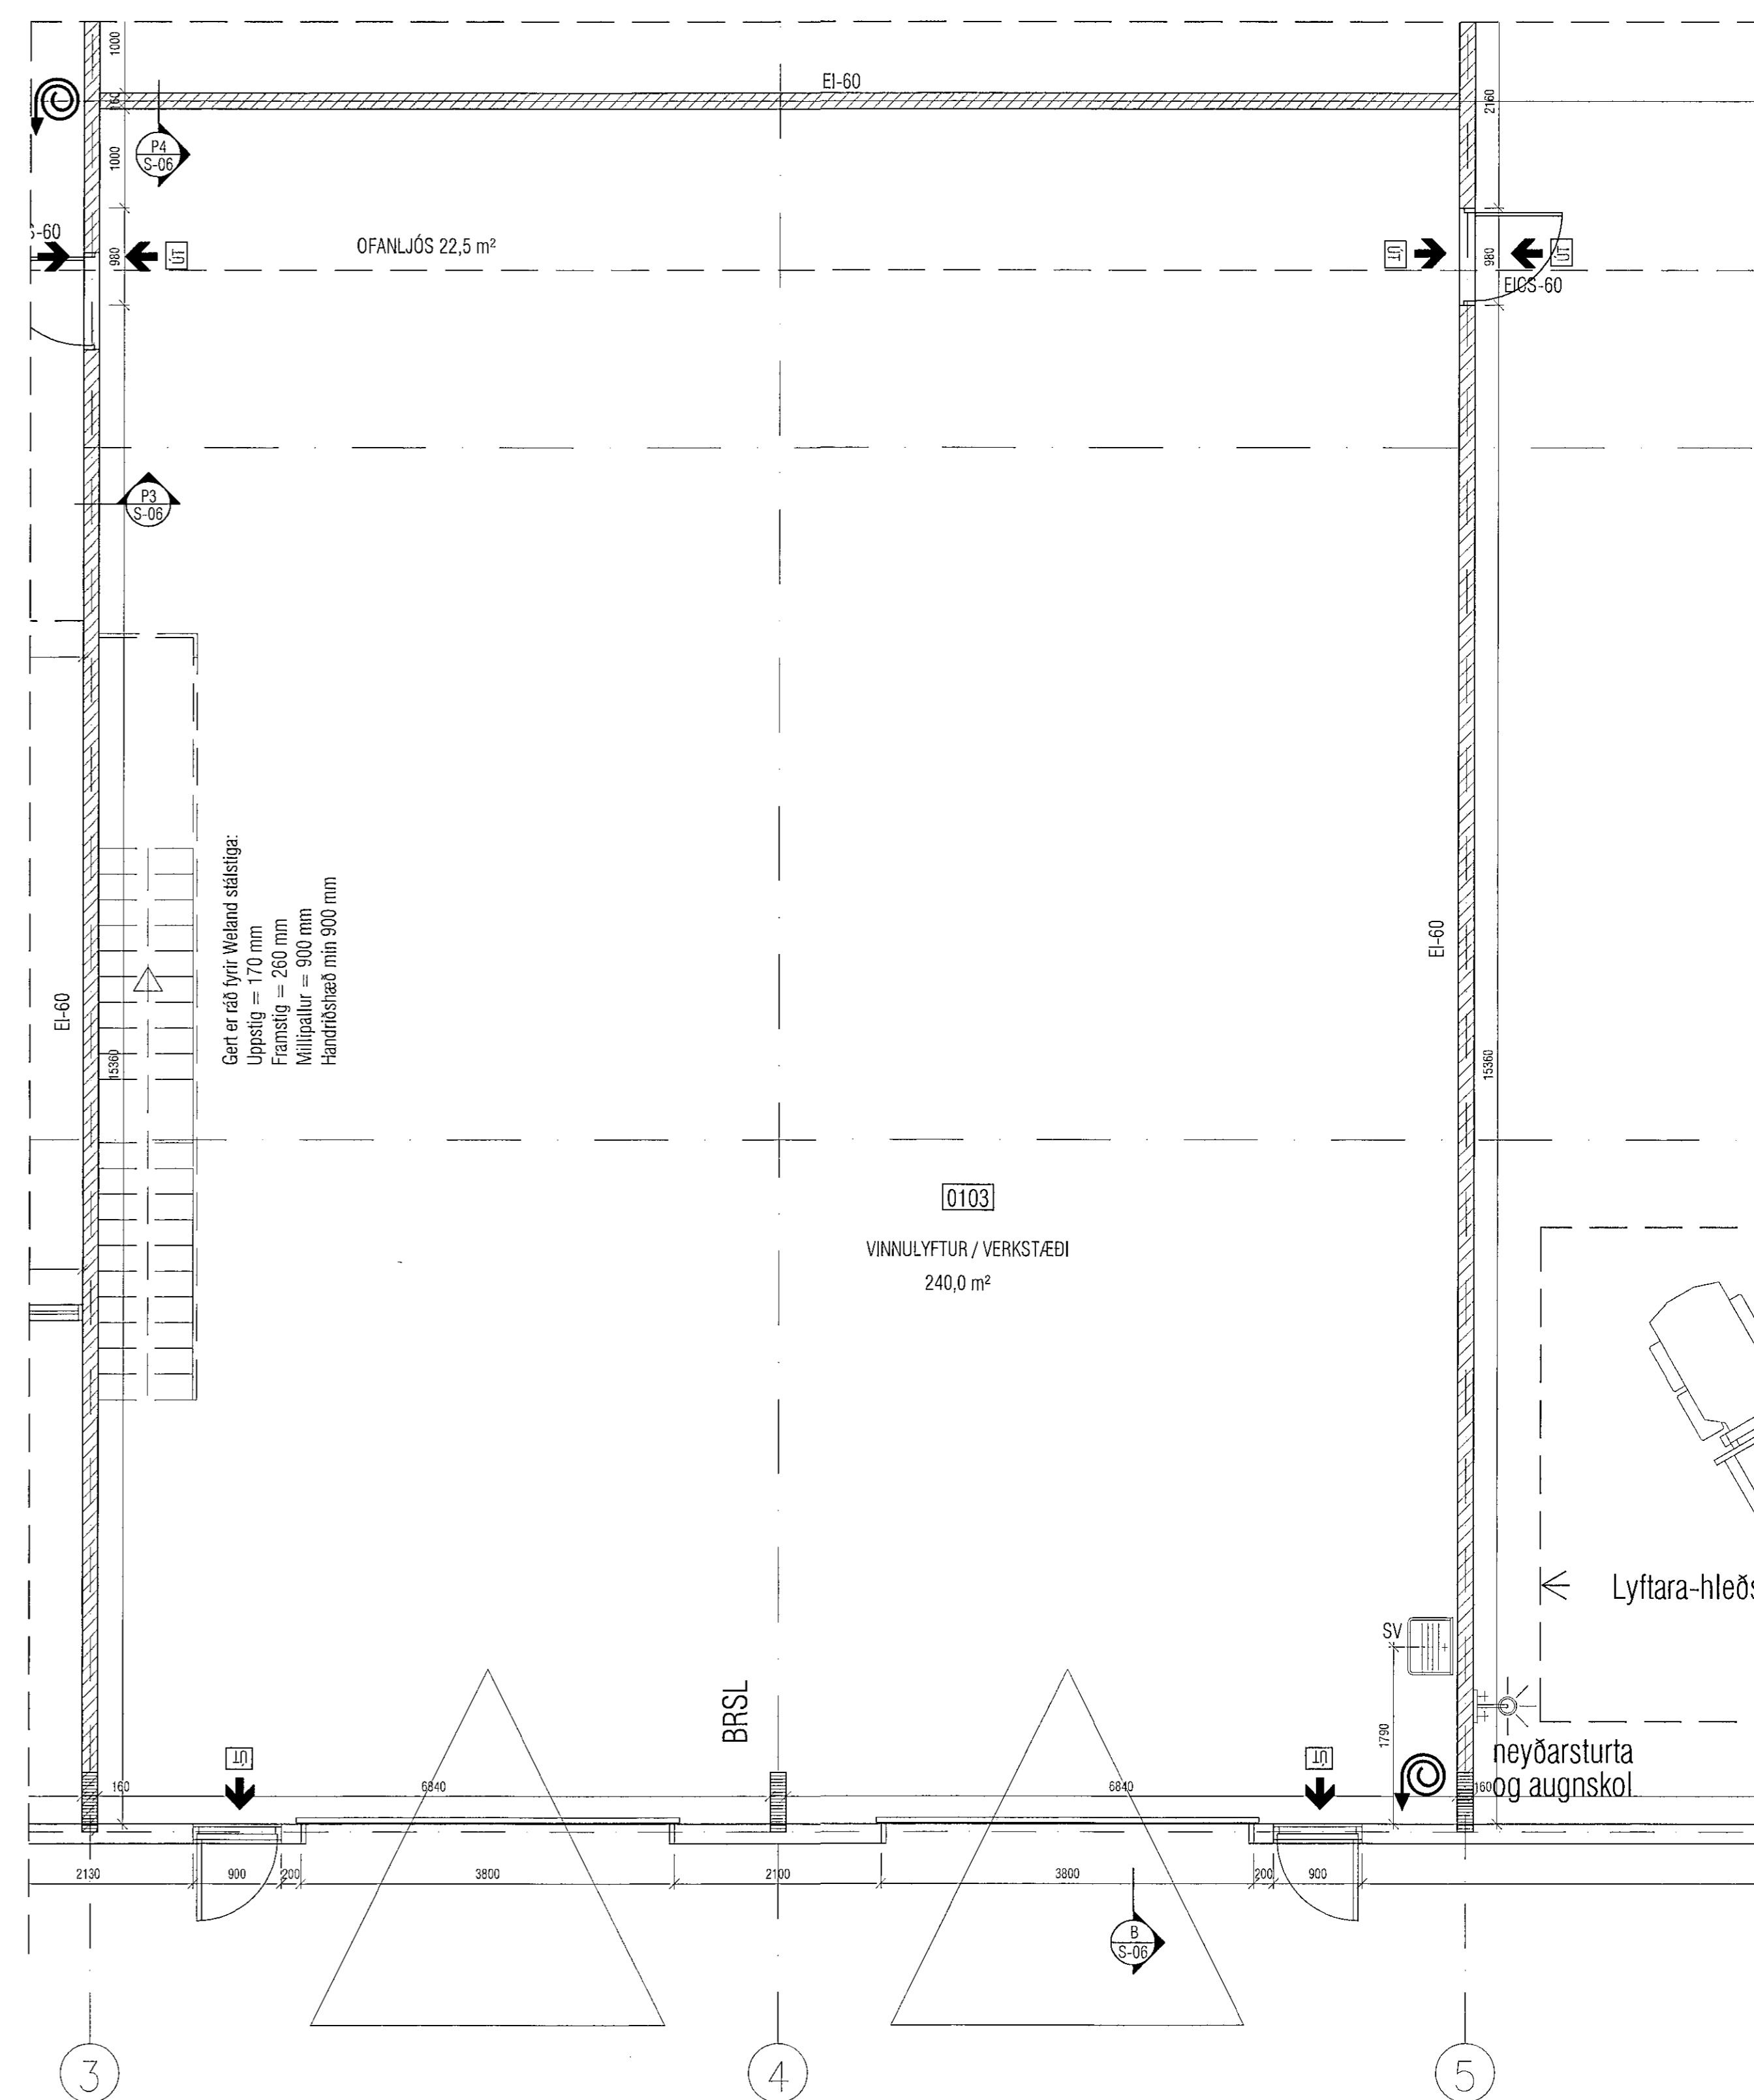 1000
160
EI-60
2160
P4
S-06
1000
980
ÚT
OFANLJÓS 22,5 m²
ÚT
980
ÚT
EICS-60
P3
S-06
Gert er ráð fyrir Weland stálstiga:
Uppstig = 170 mm
Framstig = 260 mm
Millipallur = 900 mm
Handriðshæð min 900 mm
EI-60
15360
EI-60
15360
0103
VINNULYFTUR / VERKSTÆÐI
240,0 m²
SV
1790
BRSL
neyðarsturta
og augnskol
ÚT
ÚT
160
6840
6840
160
2130
900
200
3800
2100
3800
200
900
B
S-06
3
4
5